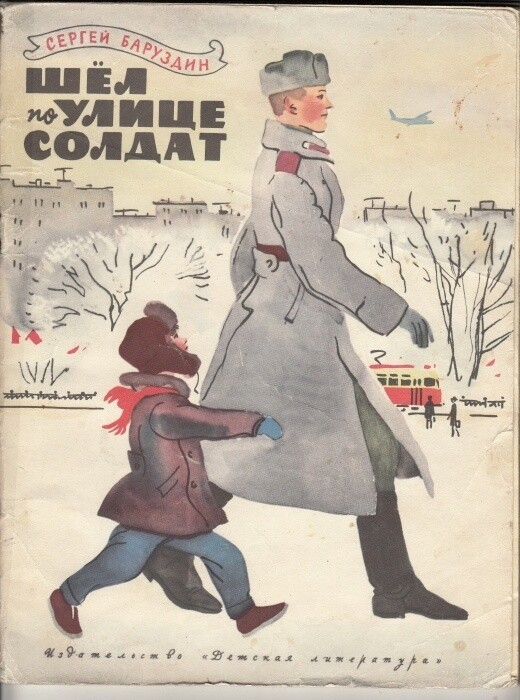 СЕРГЕЙ БАРУЗДИН
ШЁЛ
по УЛИЦЕ
СОЛДАТ
Издательство «Детская литература»